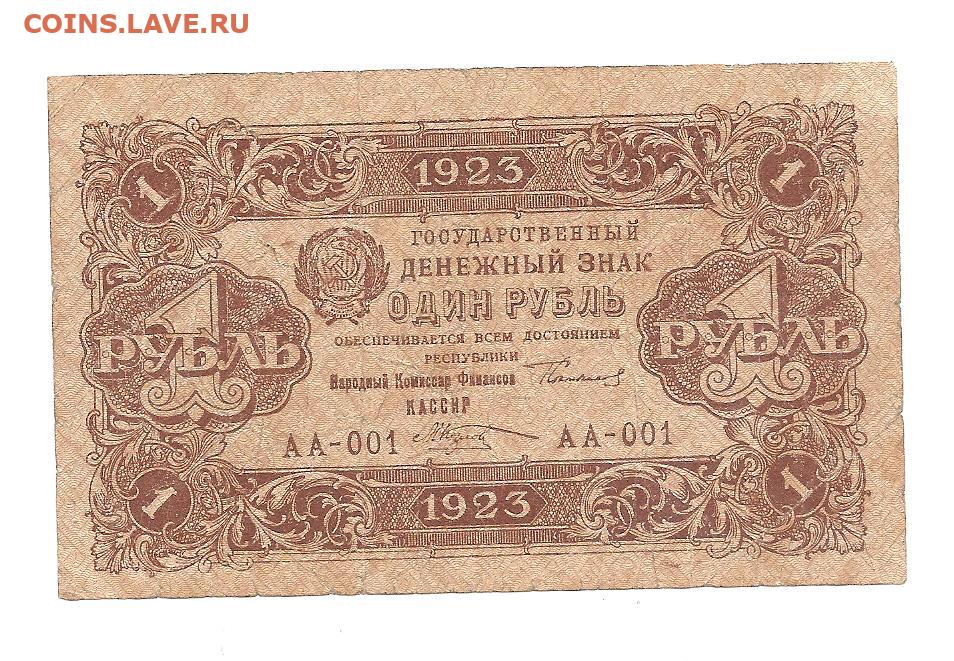 COINS.LAVE.RU
1 1923 1
ГОСУДАРСТВЕННЫЙ
ДЕНЕЖНЫЙ ЗНАК
ОДИН РУБЛЬ
ОБЕСПЕЧИВАЕТСЯ ВСЕМ ДОСТОЯНИЕМ
РЕСПУБЛИКИ
1 РУБЛЬ
1 РУБЛЬ
Народный Комиссар Финансов
КАССИР
АА-001 АА-001
1 1923 1